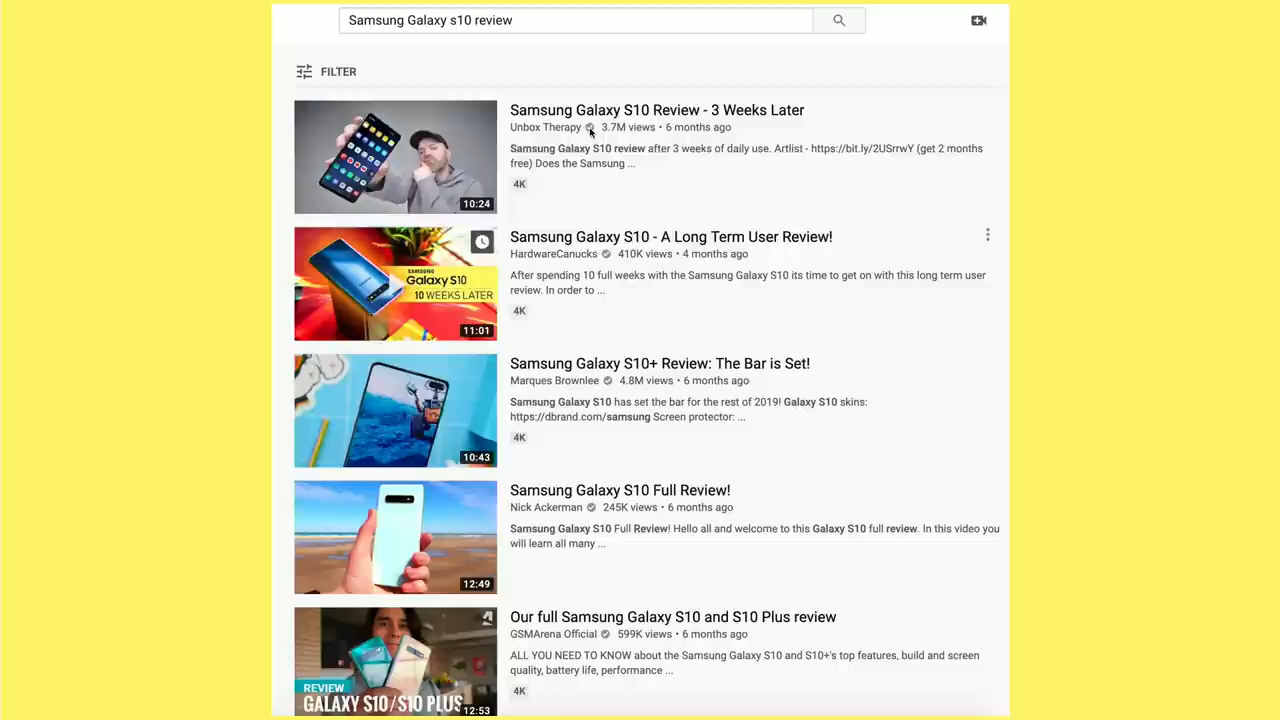 Samsung Galaxy s10 review
FILTER
10:24
Samsung Galaxy S10 Review - 3 Weeks Later
Unbox Therapy 3.7M views • 6 months ago
Samsung Galaxy S10 review after 3 weeks of daily use. Artlist - https://bit.ly/2USrrwY (get 2 months
free) Does the Samsung ...
4K
SAMSUNG
Galaxy S10
10 WEEKS LATER
11:01
Samsung Galaxy S10 - A Long Term User Review!
HardwareCanucks 410K views • 4 months ago
After spending 10 full weeks with the Samsung Galaxy S10 its time to get on with this long term user
review. In order to ...
4K
10:43
Samsung Galaxy S10+ Review: The Bar is Set!
Marques Brownlee 4.8M views • 6 months ago
Samsung Galaxy S10 has set the bar for the rest of 2019! Galaxy S10 skins:
https://dbrand.com/samsung Screen protector: ...
4K
12:49
Samsung Galaxy S10 Full Review!
Nick Ackerman 245K views • 6 months ago
Samsung Galaxy S10 Full Review! Hello all and welcome to this Galaxy S10 full review. In this video you
will learn all many ...
REVIEW
GALAXY S10/S10 PLUS
12:53
Our full Samsung Galaxy S10 and S10 Plus review
GSMArena Official 599K views • 6 months ago
ALL YOU NEED TO KNOW about the Samsung Galaxy S10 and S10+'s top features, build and screen
quality, battery life, performance ...
4K